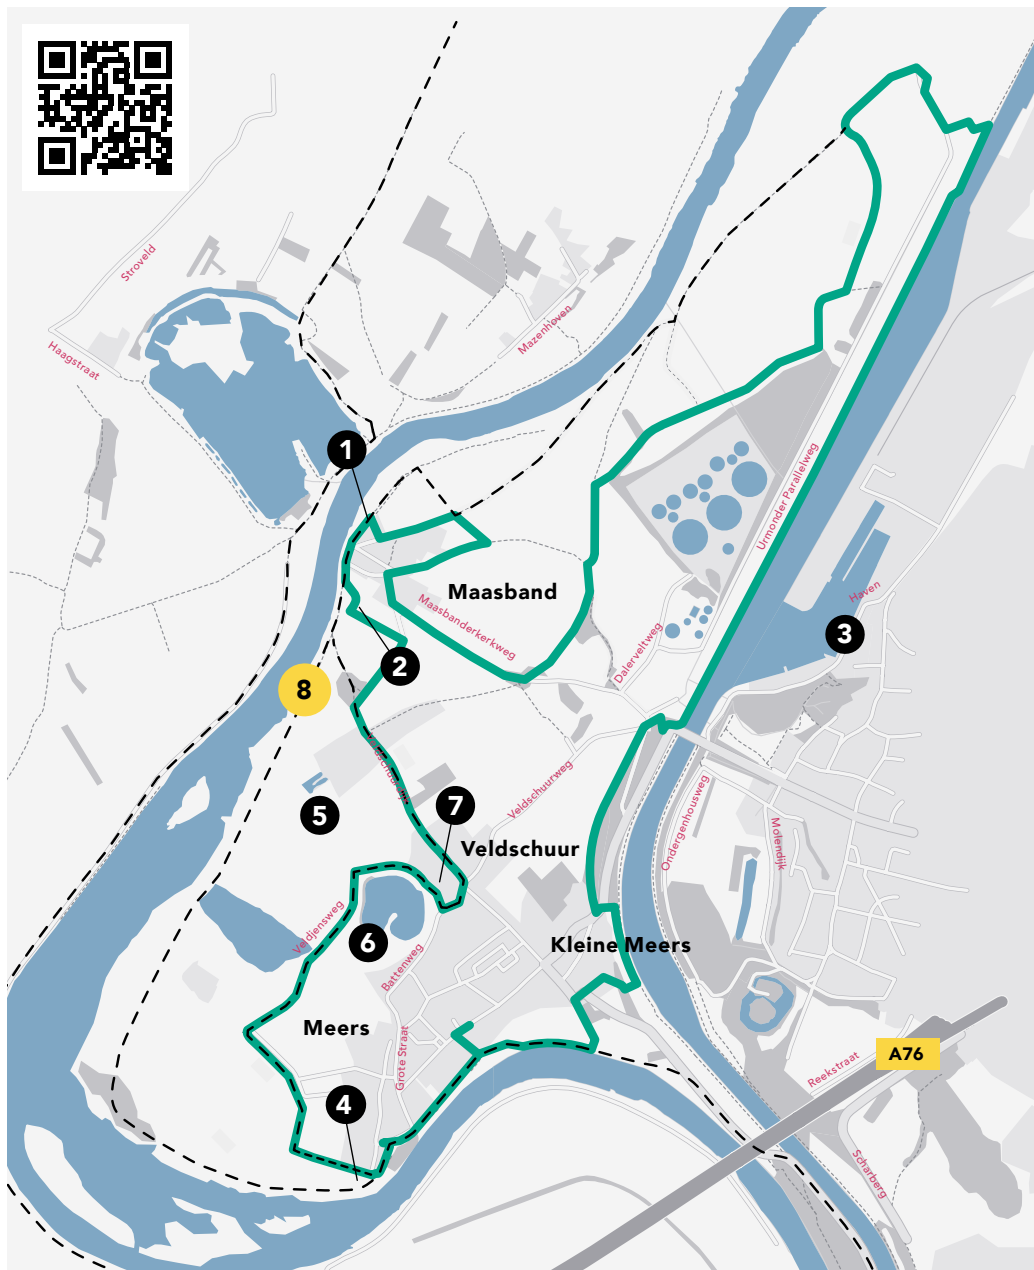 Stroveld
Haagstraat
Mazenhoven
1
Urmonder Parallelweg
Maasband
Maasbanderkerkweg
Haven
3
Dalerveltweg
2
8
Veldschuurweg
5
7
Veldschuur
Ondergenhousweg
Molendijk
Veldjensweg
6
Battenweg
Kleine Meers
Meers
Grote Straat
A76
Reekstraat
4
Scharberg